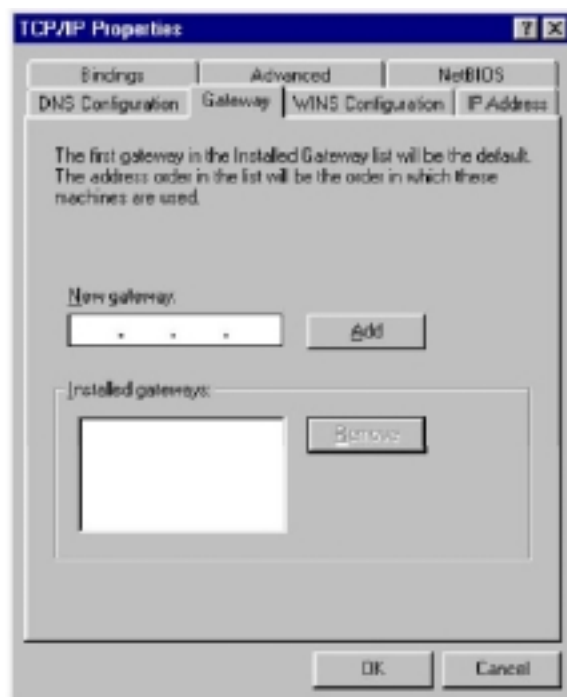 TCP/IP Properties
Bindings Advanced NetBIOS
DNS Configuration Gateway WINS Configuration IP Address
The first gateway in the Installed Gateway list will be the default.
The address order in the list will be the order in which these
machines are used.
New gateway:
. . .
Add
Installed gateways:
Remove
OK Cancel